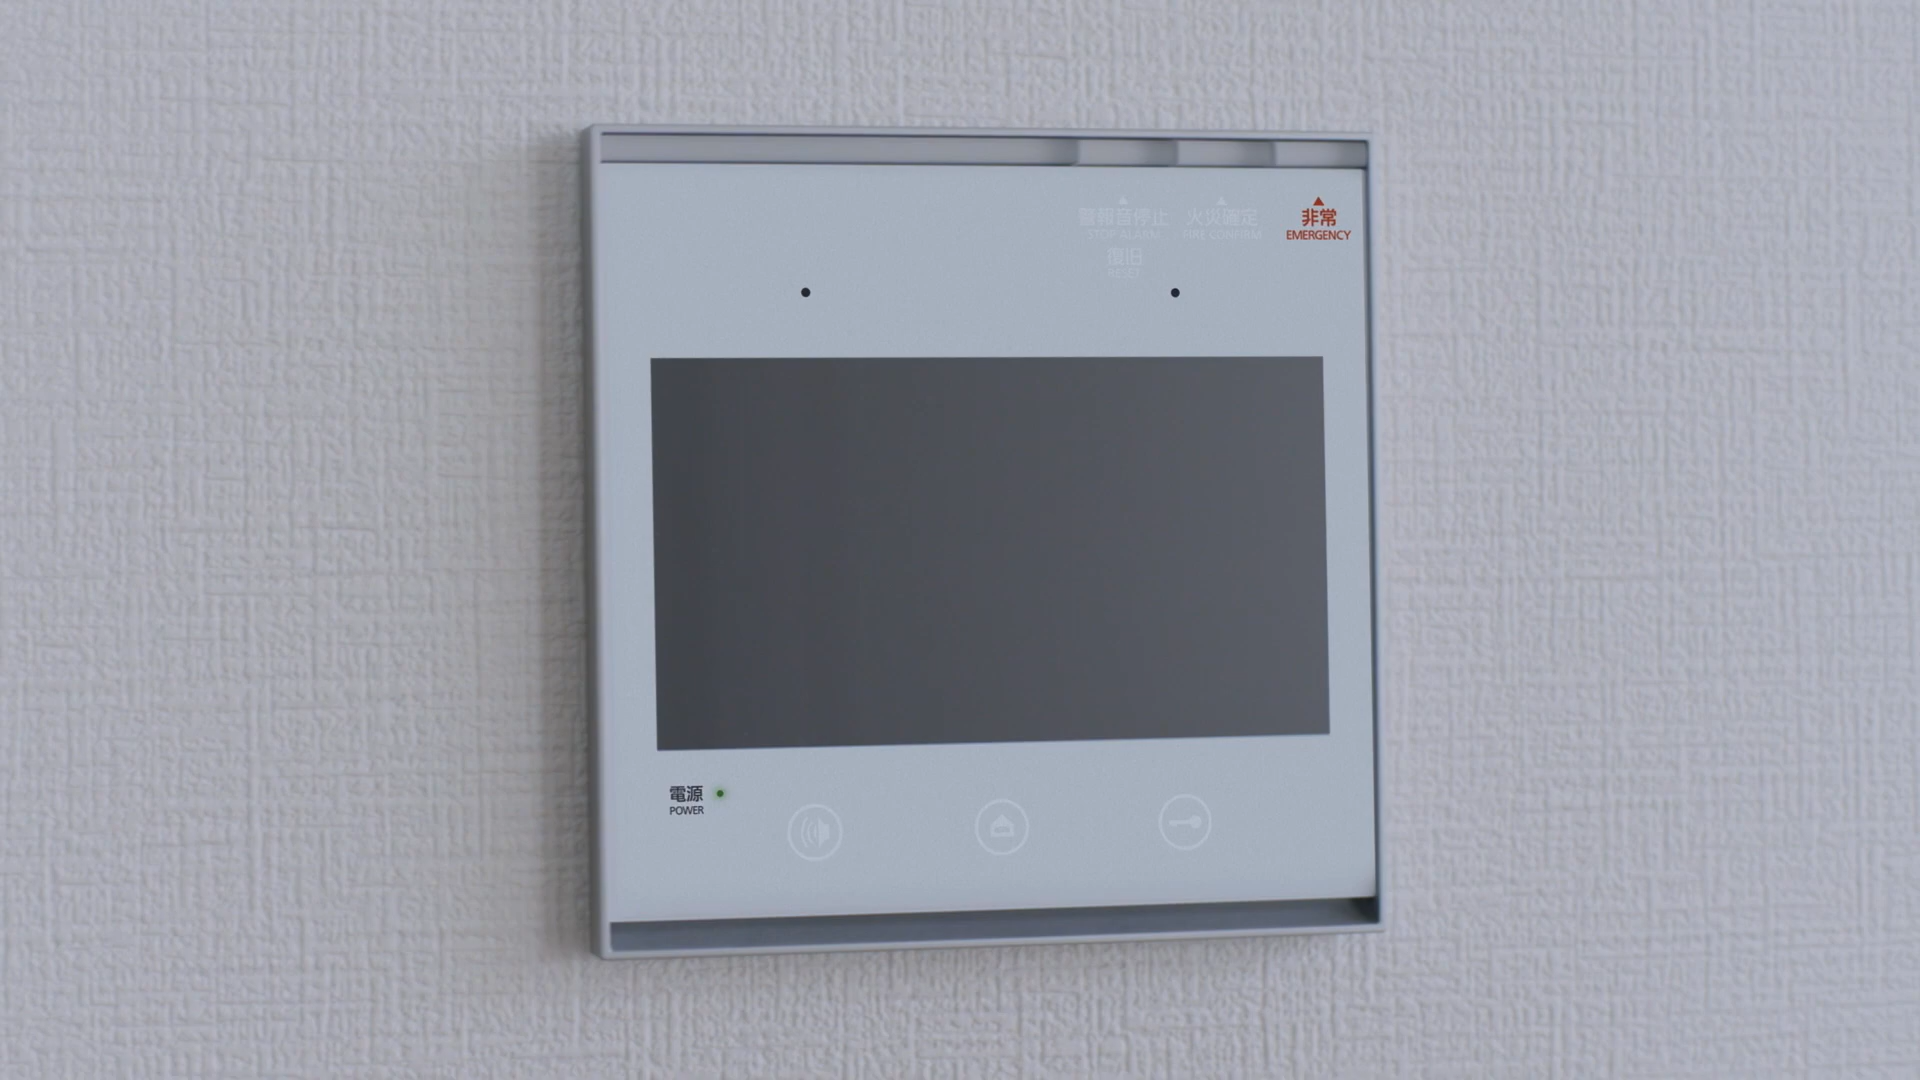 警報音停止
STOP ALARM
復旧
RESET
火災確定
FIRE CONFIRM
非常
EMERGENCY
電源
POWER